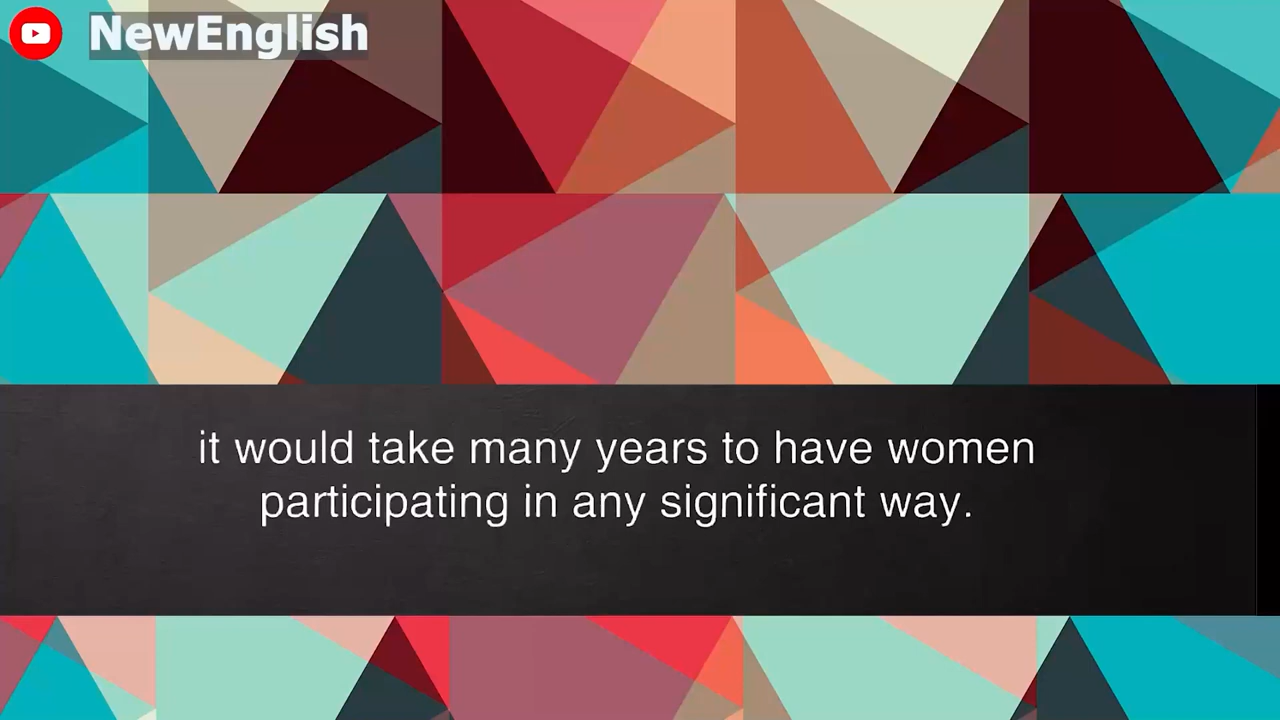 NewEnglish
it would take many years to have women
participating in any significant way.